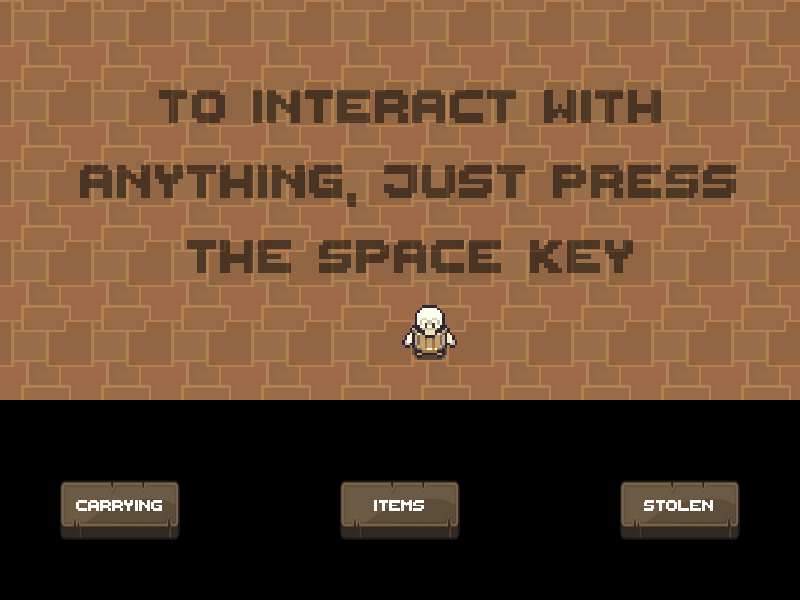 TO INTERACT WITH
ANYTHING, JUST PRESS
THE SPACE KEY
CARRYING
ITEMS
STOLEN